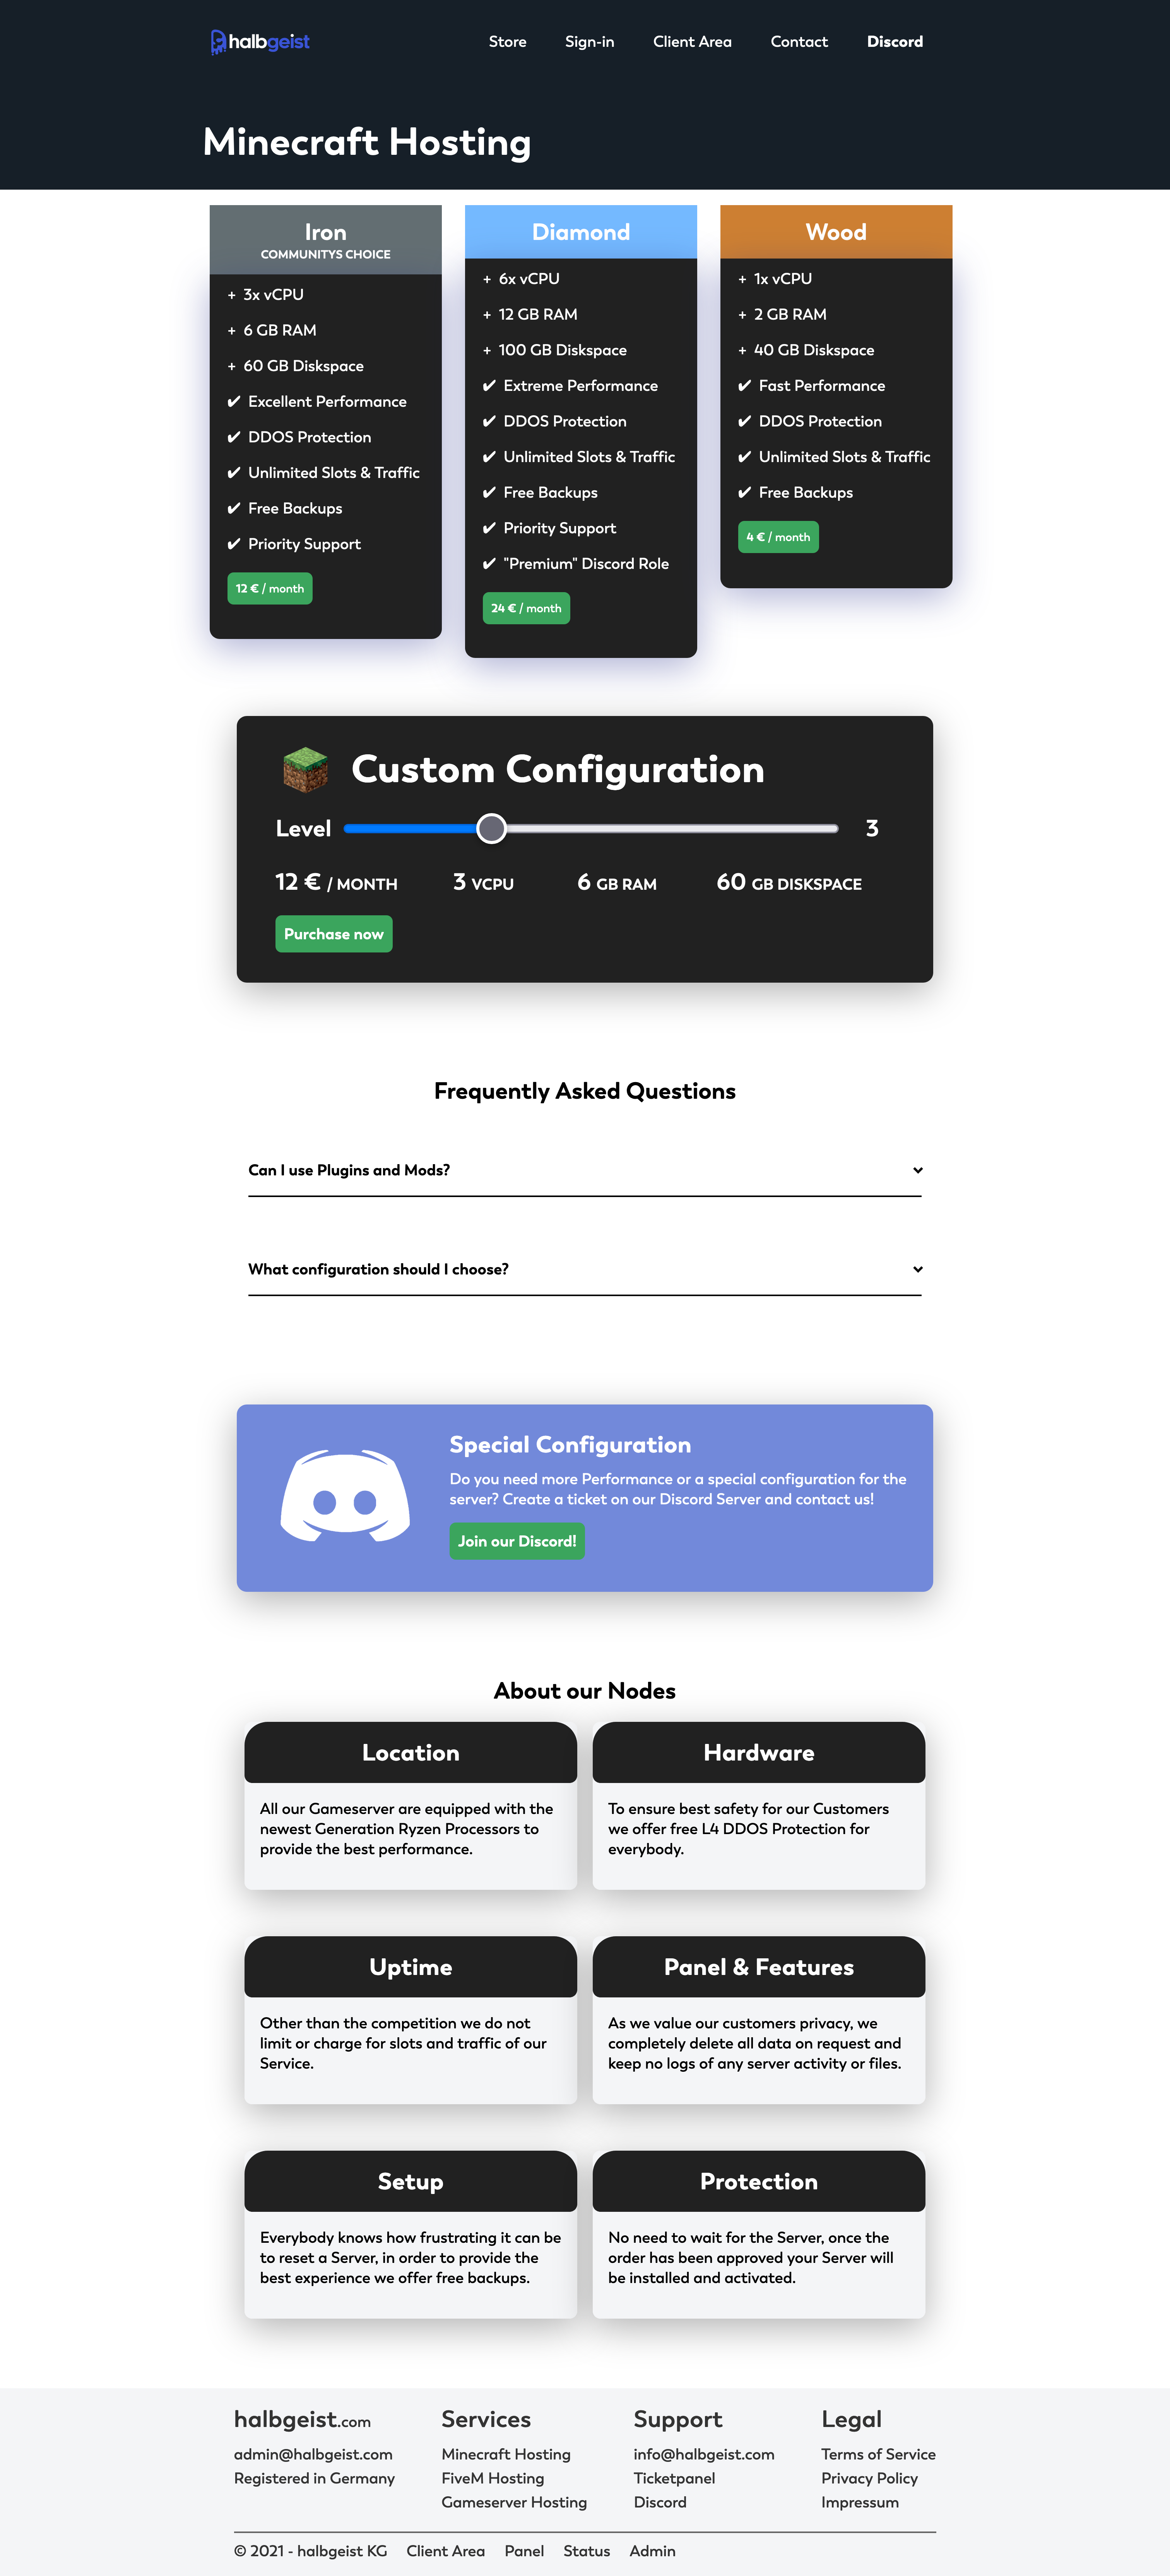 halbgeist
Store Sign-in Client Area Contact Discord
Minecraft Hosting
Iron
COMMUNITYS CHOICE
+ 3x vCPU
+ 6 GB RAM
+ 60 GB Diskspace
✔ Excellent Performance
✔ DDOS Protection
✔ Unlimited Slots & Traffic
✔ Free Backups
✔ Priority Support
12 € / month
Diamond
+ 6x vCPU
+ 12 GB RAM
+ 100 GB Diskspace
✔ Extreme Performance
✔ DDOS Protection
✔ Unlimited Slots & Traffic
✔ Free Backups
✔ Priority Support
✔ "Premium" Discord Role
24 € / month
Wood
+ 1x vCPU
+ 2 GB RAM
+ 40 GB Diskspace
✔ Fast Performance
✔ DDOS Protection
✔ Unlimited Slots & Traffic
✔ Free Backups
4 € / month
Custom Configuration
Level 3
12 € / MONTH 3 VCPU 6 GB RAM 60 GB DISKSPACE
Purchase now
Frequently Asked Questions
Can I use Plugins and Mods?
What configuration should I choose?
Special Configuration
Do you need more Performance or a special configuration for the
server? Create a ticket on our Discord Server and contact us!
Join our Discord!
About our Nodes
Location
All our Gameserver are equipped with the
newest Generation Ryzen Processors to
provide the best performance.
Hardware
To ensure best safety for our Customers
we offer free L4 DDOS Protection for
everybody.
Uptime
Other than the competition we do not
limit or charge for slots and traffic of our
Service.
Panel & Features
As we value our customers privacy, we
completely delete all data on request and
keep no logs of any server activity or files.
Setup
Everybody knows how frustrating it can be
to reset a Server, in order to provide the
best experience we offer free backups.
Protection
No need to wait for the Server, once the
order has been approved your Server will
be installed and activated.
halbgeist.com
admin@halbgeist.com
Registered in Germany
Services
Minecraft Hosting
FiveM Hosting
Gameserver Hosting
Support
info@halbgeist.com
Ticketpanel
Discord
Legal
Terms of Service
Privacy Policy
Impressum
© 2021 - halbgeist KG Client Area Panel Status Admin